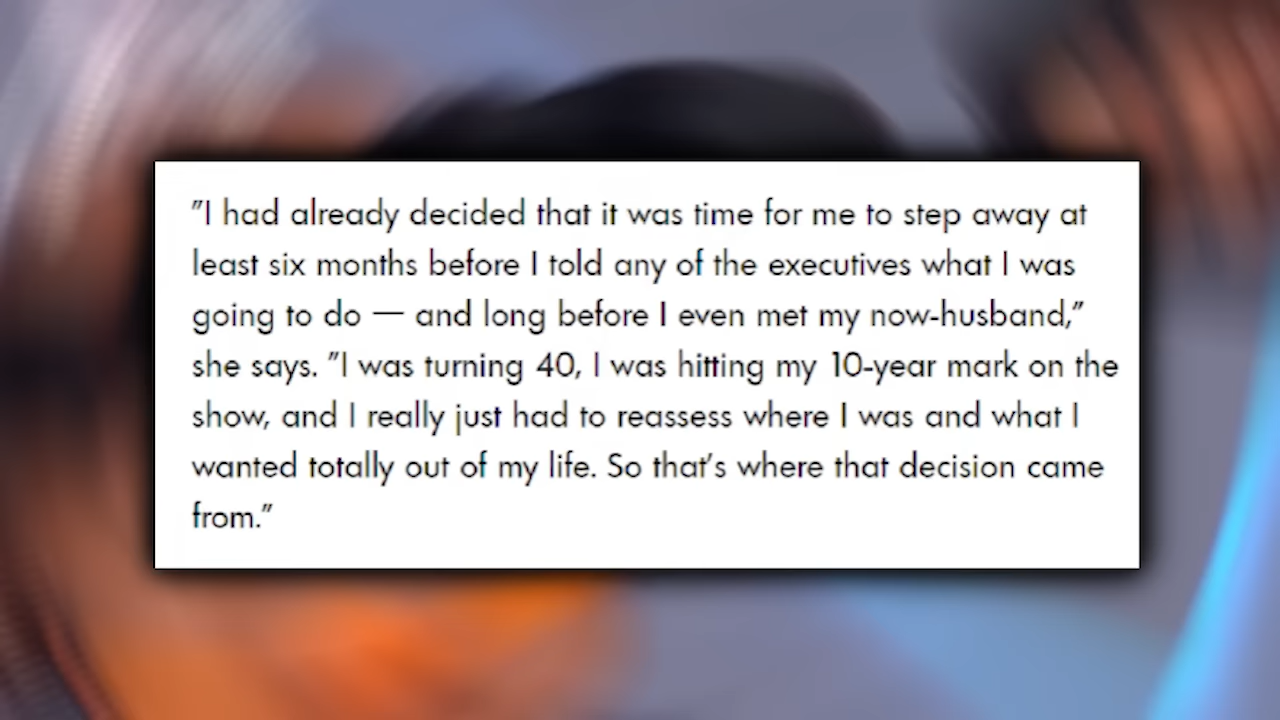 "I had already decided that it was time for me to step away at
least six months before I told any of the executives what I was
going to do — and long before I even met my now-husband,"
she says. "I was turning 40, I was hitting my 10-year mark on the
show, and I really just had to reassess where I was and what I
wanted totally out of my life. So that's where that decision came
from."